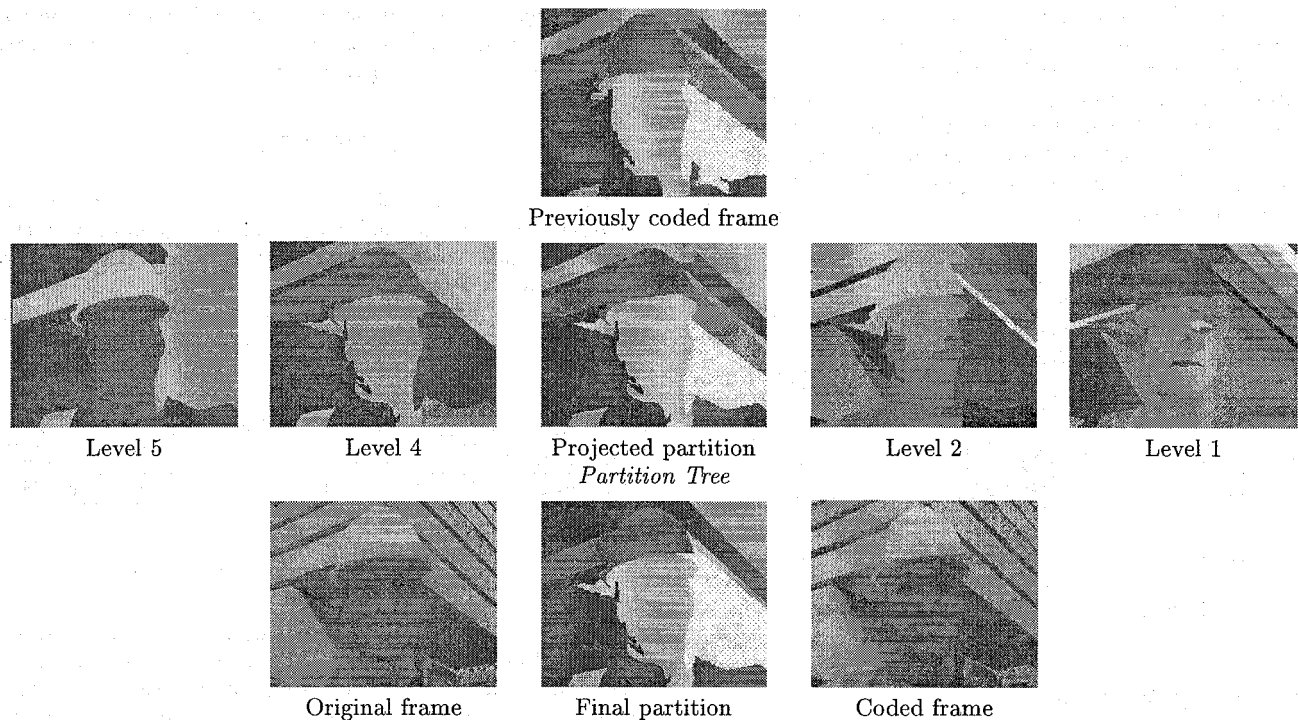 Previously coded frame
Level 5
Level 4
Projected partition
Partition Tree
Level 2
Level 1
Original frame
Final partition
Coded frame